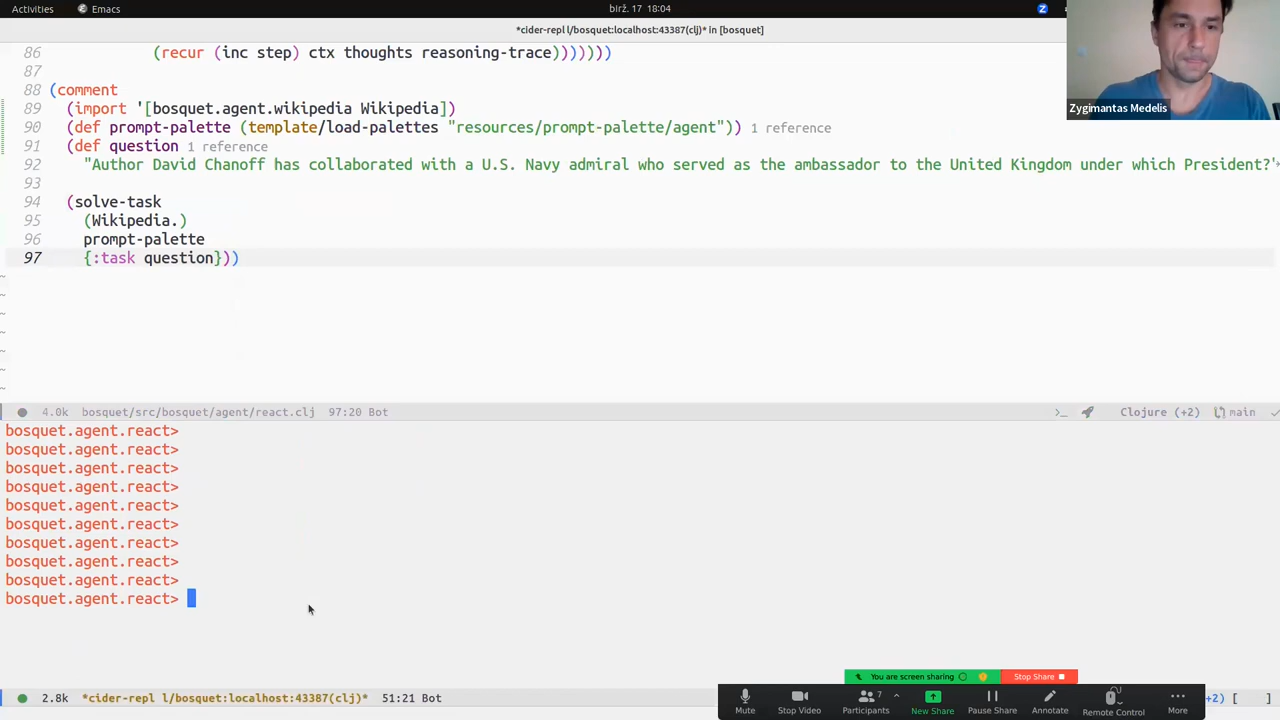 Activities Emacs birž. 17 18:04
*cider-repl l/bosquet:localhost:43387(clj)* in [bosquet]
86 (recur (inc step) ctx thoughts reasoning-trace)))))))
87
88 (comment
89 (import '[bosquet.agent.wikipedia Wikipedia])
90 (def prompt-palette (template/load-palettes "resources/prompt-palette/agent")) 1 reference
91 (def question 1 reference
92 "Author David Chanoff has collaborated with a U.S. Navy admiral who served as the ambassador to the United Kingdom under which President?"
93
94 (solve-task
95 (Wikipedia.)
96 prompt-palette
97 {:task question}))
Zygimantas Medelis
~
~
~
~
~
~
~
4.0k bosquet/src/bosquet/agent/react.clj 97:20 Bot >_ Clojure (+2) main
bosquet.agent.react>
bosquet.agent.react>
bosquet.agent.react>
bosquet.agent.react>
bosquet.agent.react>
bosquet.agent.react>
bosquet.agent.react>
bosquet.agent.react>
bosquet.agent.react>
bosquet.agent.react>
You are screen sharing Stop Share
2.8k *cider-repl l/bosquet:localhost:43387(clj)* 51:21 Bot +2) [ ]
7
Mute Stop Video Participants New Share Pause Share Annotate Remote Control More